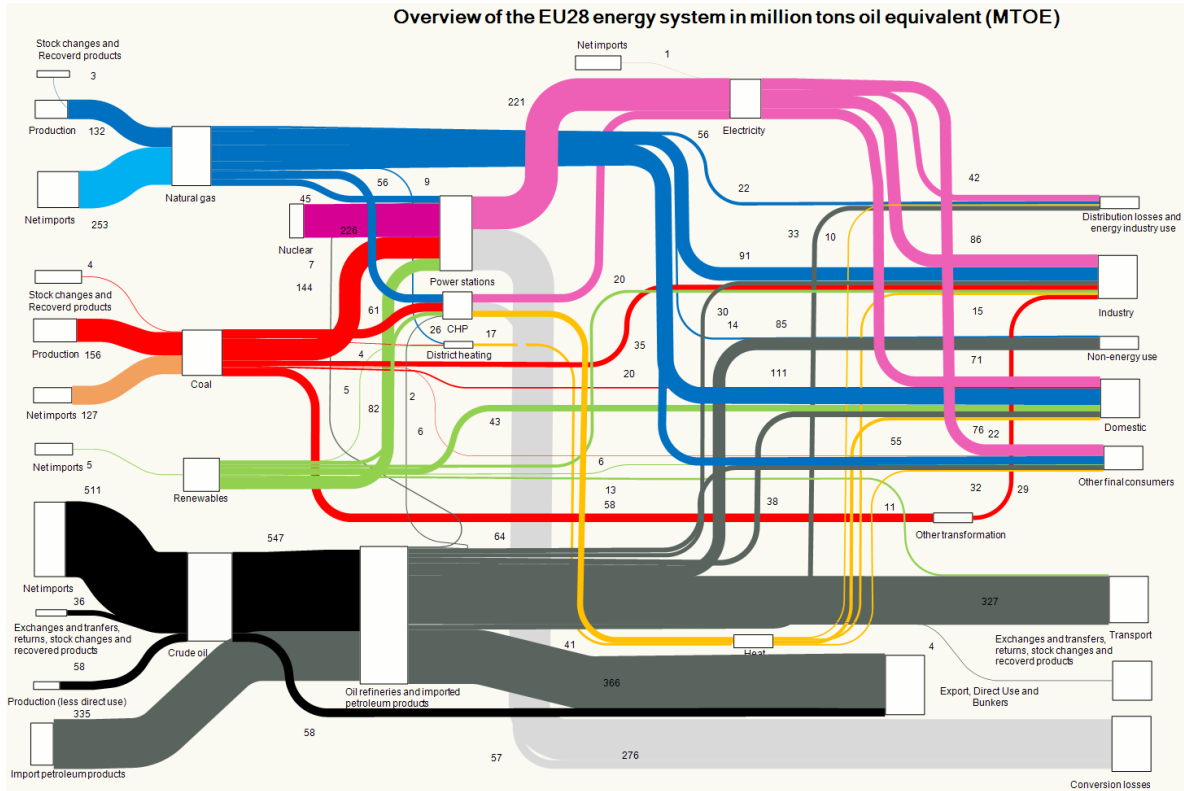 Overview of the EU28 energy system in million tons oil equivalent (MTOE)
Stock changes and
Recoverd products
3
Net imports
1
Production
132
221
Electricity
56
Natural gas
56
9
22
42
Net imports
253
45
Nuclear
226
Distribution losses and
energy industry use
33
10
86
7
Power stations
4
Stock changes and
Recoverd products
144
91
20
Industry
61
30
15
Production
156
26
CHP
17
14
85
4
District heating
35
Non-energy use
Coal
20
111
71
5
2
Net imports
127
82
43
Domestic
6
76
22
55
Net imports
5
6
Other final consumers
Renewables
511
13
58
38
11
32
29
547
64
Other transformation
Net imports
36
327
Exchanges and tranfers,
returns, stock changes and
recovered products
Crude oil
41
Heat
Exchanges and transfers,
returns, stock changes and
recoverd products
Transport
4
58
Production (less direct use)
335
Oil refineries and imported
petroleum products
366
Export, Direct Use and
Bunkers
58
57
276
Import petroleum products
Conversion losses